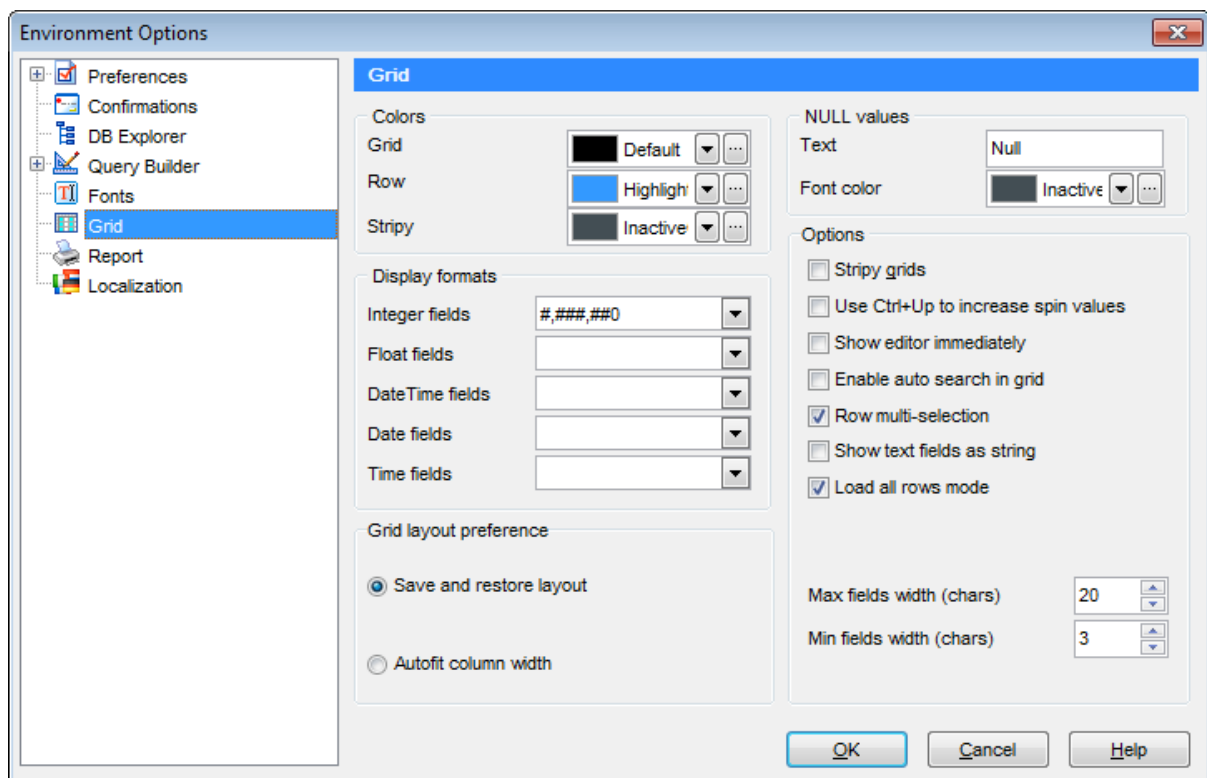 Environment Options
Preferences
Confirmations
DB Explorer
Query Builder
Fonts
Grid
Report
Localization
Grid
Colors
Grid Default
Row Highligh
Stripy Inactive
Display formats
Integer fields #,###,##0
Float fields
DateTime fields
Date fields
Time fields
Grid layout preference
Save and restore layout
Autofit column width
NULL values
Text Null
Font color Inactive
Options
Stripy grids
Use Ctrl+Up to increase spin values
Show editor immediately
Enable auto search in grid
Row multi-selection
Show text fields as string
Load all rows mode
Max fields width (chars) 20
Min fields width (chars) 3
OK Cancel Help